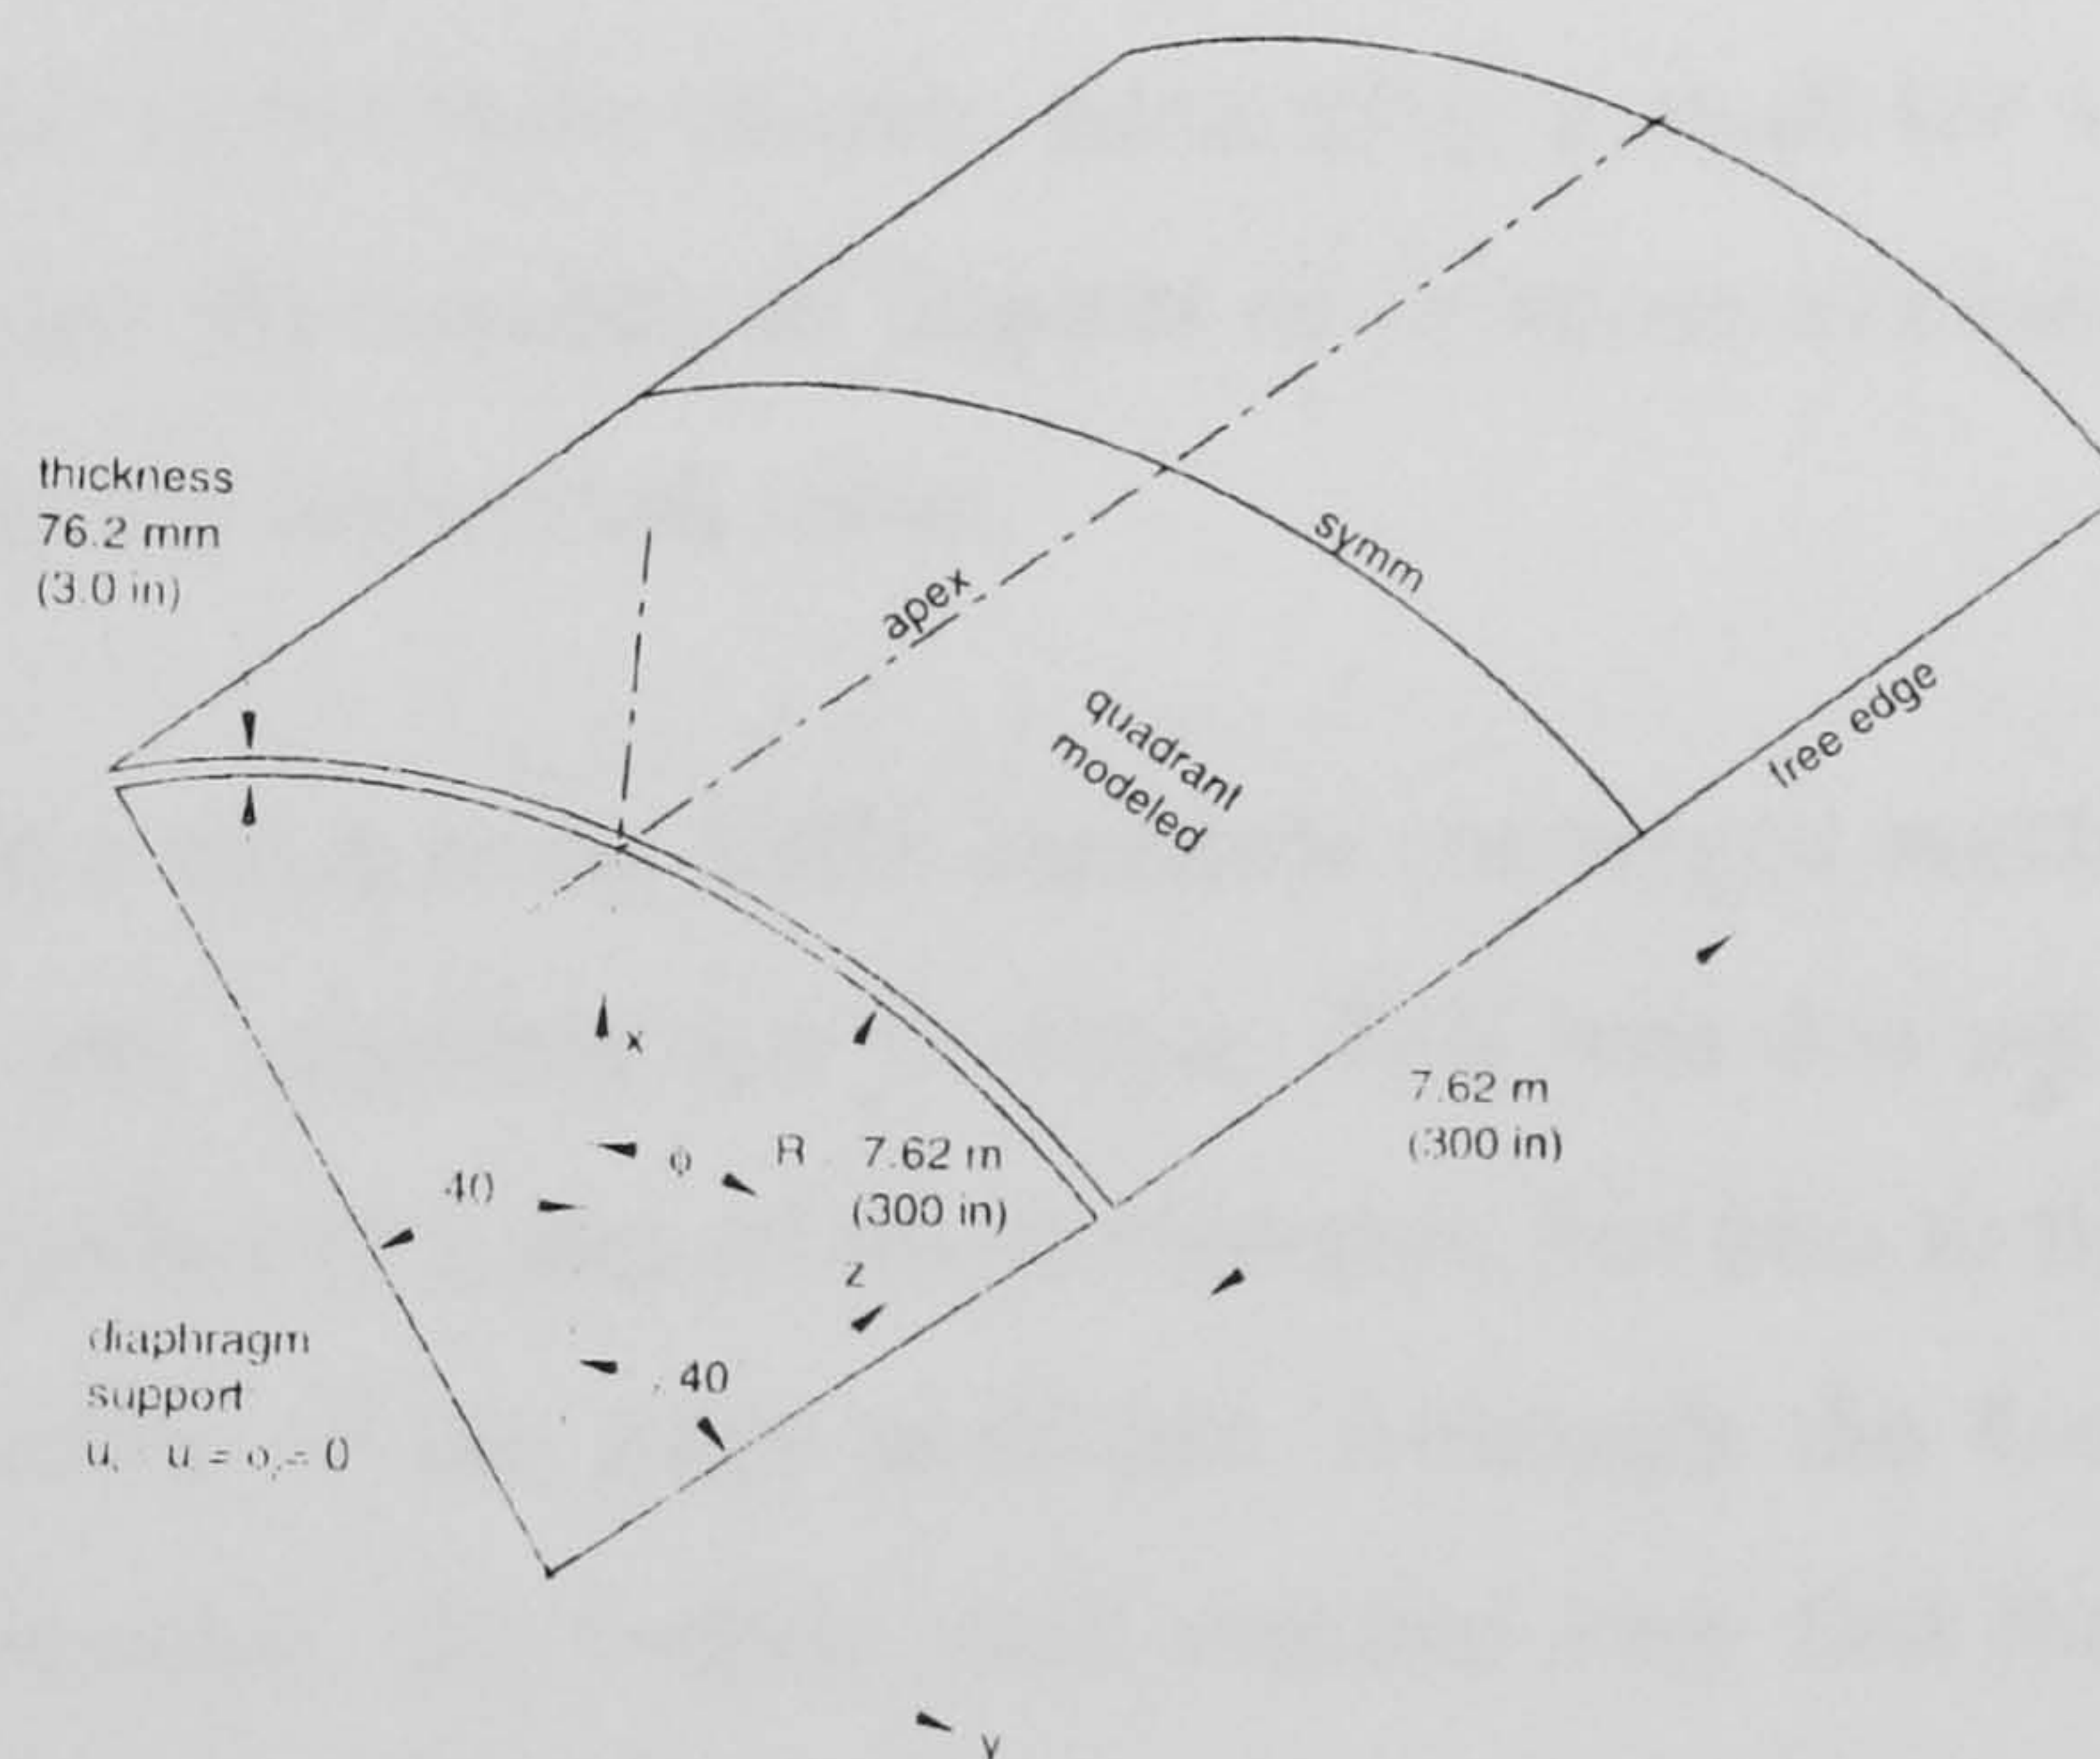 thickness
76.2 mm
(3.0 in)
apex
symm
quadrant
modeled
free edge
x
40
φ
R 7.62 m
(300 in)
7.62 m
(300 in)
z
40
diaphragm
support
u u = = 0
y